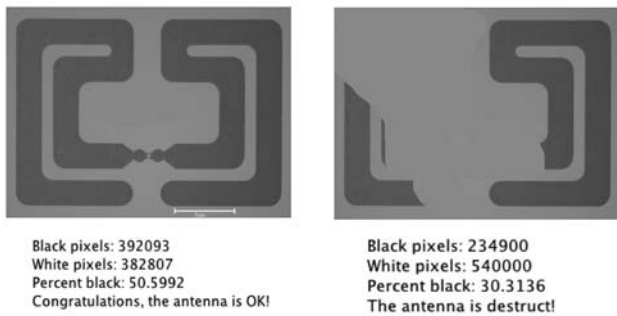 Black pixels: 392093
White pixels: 382807
Percent black: 50.5992
Congratulations, the antenna is OK!
Black pixels: 234900
White pixels: 540000
Percent black: 30.3136
The antenna is destruct!